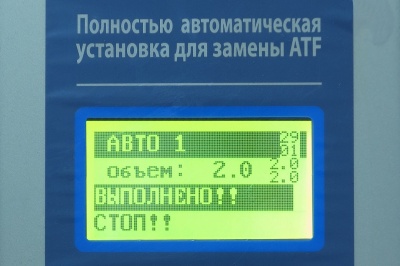 Полностью автоматическая
установка для замены ATF
АВТО 1 29
01
объем: 2.0 2.0
2.0
ВЫПОЛНЕНО!!
СТОП!!